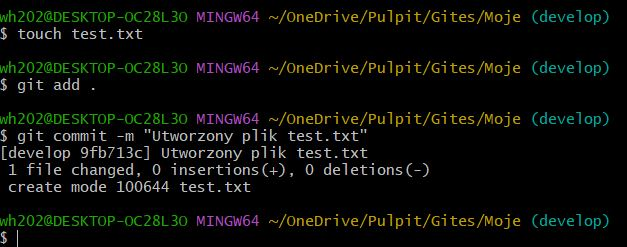 wh202@DESKTOP-OC28L3O MINGW64 ~/OneDrive/Pulpit/Gites/Moje (develop)
$ touch test.txt
wh202@DESKTOP-OC28L3O MINGW64 ~/OneDrive/Pulpit/Gites/Moje (develop)
$ git add .
wh202@DESKTOP-OC28L3O MINGW64 ~/OneDrive/Pulpit/Gites/Moje (develop)
$ git commit -m "Utworzony plik test.txt"
[develop 9fb713c] Utworzony plik test.txt
 1 file changed, 0 insertions(+), 0 deletions(-)
 create mode 100644 test.txt
wh202@DESKTOP-OC28L3O MINGW64 ~/OneDrive/Pulpit/Gites/Moje (develop)
$